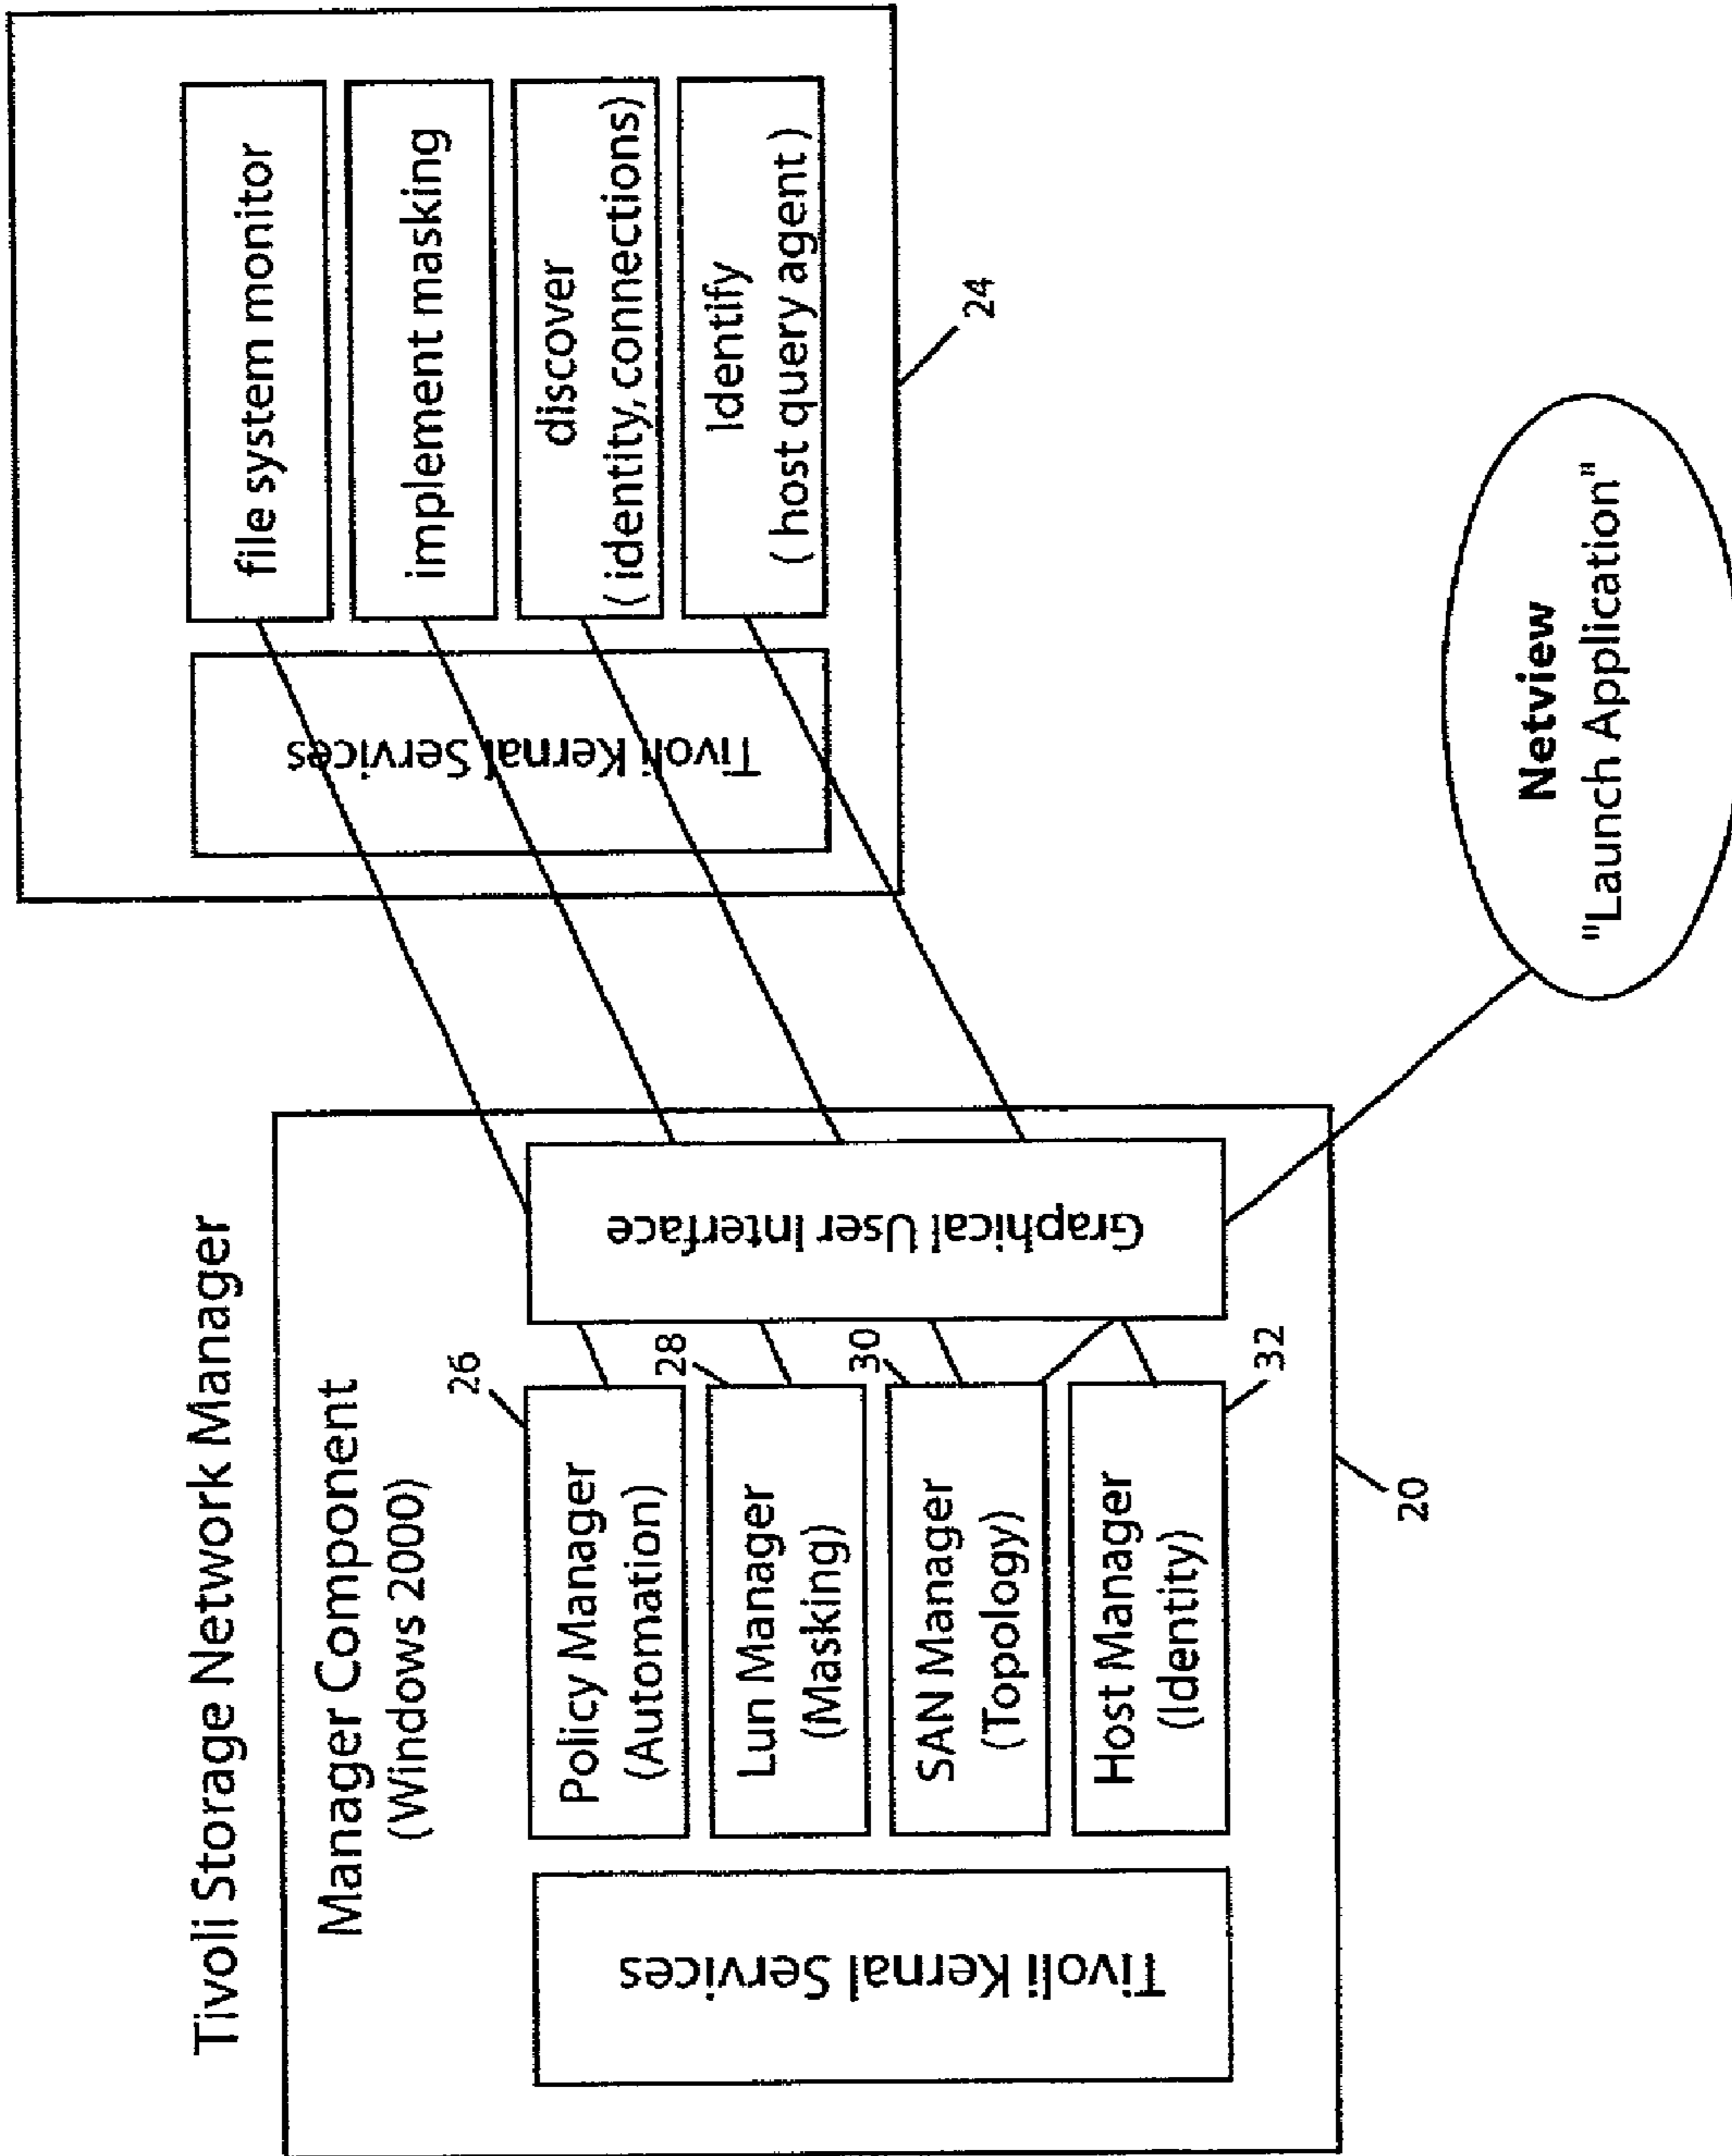 Tivoli Storage Network Manager
Manager Component
(Windows 2000)
Tivoli Kernal Services
Policy Manager
(Automation)
26
Lun Manager
(Masking)
28
SAN Manager
(Topology)
30
Host Manager
(Identity)
32
Graphical User Interface
20
Tivoli Kernal Services
file system monitor
implement masking
discover
( identity, connections)
Identify
( host query agent )
24
Netview
"Launch Application"